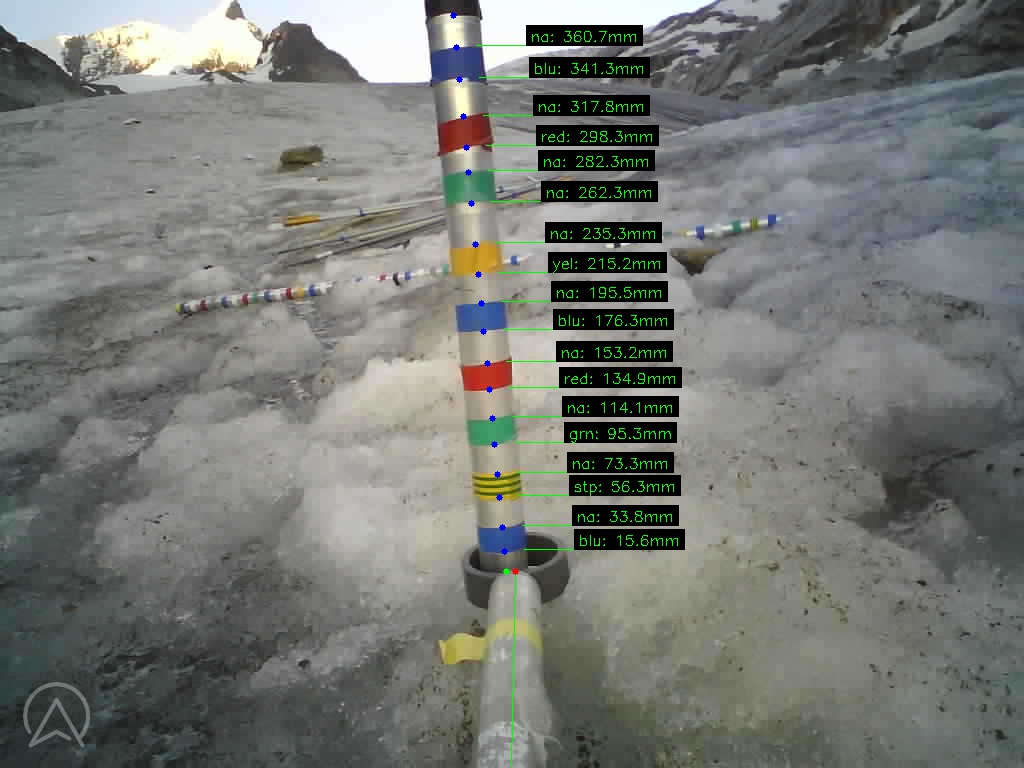 na: 360.7mm
blu: 341.3mm
na: 317.8mm
red: 298.3mm
na: 282.3mm
na: 262.3mm
na: 235.3mm
yel: 215.2mm
na: 195.5mm
blu: 176.3mm
na: 153.2mm
red: 134.9mm
na: 114.1mm
grn: 95.3mm
na: 73.3mm
stp: 56.3mm
na: 33.8mm
blu: 15.6mm